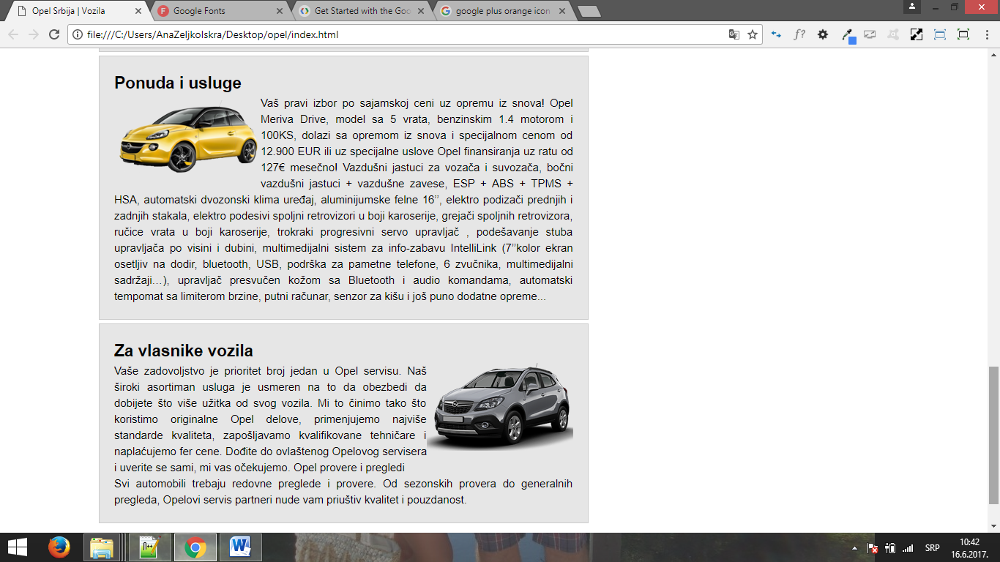 Opel Srbija | Vozila
Google Fonts
Get Started with the Goo
google plus orange icon
file:///C:/Users/AnaZeljkoIskra/Desktop/opel/index.html
f?
Ponuda i usluge
Vaš pravi izbor po sajamskoj ceni uz opremu iz snova! Opel
Meriva Drive, model sa 5 vrata, benzinskim 1.4 motorom i
100KS, dolazi sa opremom iz snova i specijalnom cenom od
12.900 EUR ili uz specijalne uslove Opel finansiranja uz ratu od
127€ mesečno! Vazdušni jastuci za vozača i suvozača, bočni
vazdušni jastuci + vazdušne zavese, ESP + ABS + TPMS +
HSA, automatski dvozonski klima uređaj, aluminijumske felne 16’’, elektro podizači prednjih i
zadnjih stakala, elektro podesivi spoljni retrovizori u boji karoserije, grejači spoljnih retrovizora,
ručice vrata u boji karoserije, trokraki progresivni servo upravljač , podešavanje stuba
upravljača po visini i dubini, multimedijalni sistem za info-zabavu IntelliLink (7’’kolor ekran
osetljiv na dodir, bluetooth, USB, podrška za pametne telefone, 6 zvučnika, multimedijalni
sadržaji…), upravljač presvučen kožom sa Bluetooth i audio komandama, automatski
tempomat sa limiterom brzine, putni računar, senzor za kišu i još puno dodatne opreme...
Za vlasnike vozila
Vaše zadovoljstvo je prioritet broj jedan u Opel servisu. Naš
široki asortiman usluga je usmeren na to da obezbedi da
dobijete što više užitka od svog vozila. Mi to činimo tako što
koristimo originalne Opel delove, primenjujemo najviše
standarde kvaliteta, zapošljavamo kvalifikovane tehničare i
naplaćujemo fer cene. Dođite do ovlaštenog Opelovog servisera
i uverite se sami, mi vas očekujemo. Opel provere i pregledi
Svi automobili trebaju redovne preglede i provere. Od sezonskih provera do generalnih
pregleda, Opelovi servis partneri nude vam priuštiv kvalitet i pouzdanost.
SRP
10:42
16.6.2017.